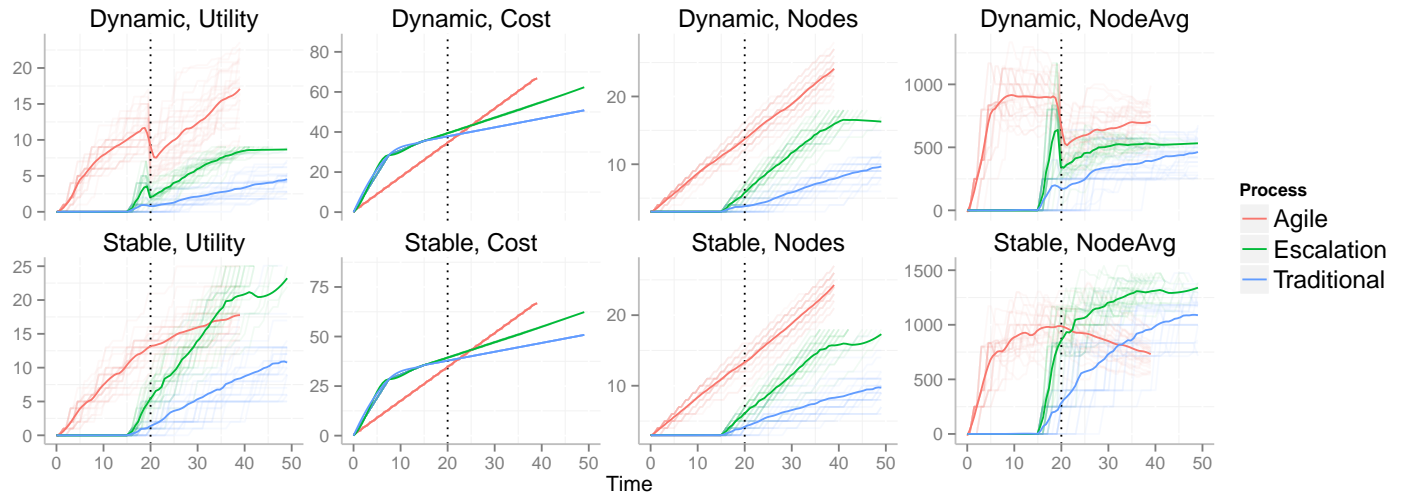 Dynamic, Utility
Dynamic, Cost
Dynamic, Nodes
Dynamic, NodeAvg
20
15
10
5
0
80
60
40
20
0
20
10
1000
500
0
Stable, Utility
Stable, Cost
Stable, Nodes
Stable, NodeAvg
25
20
15
10
5
0
75
50
25
0
20
10
1500
1000
500
0
0 10 20 30 40 50
0 10 20 30 40 50
0 10 20 30 40 50
0 10 20 30 40 50
Time
Process
Agile
Escalation
Traditional